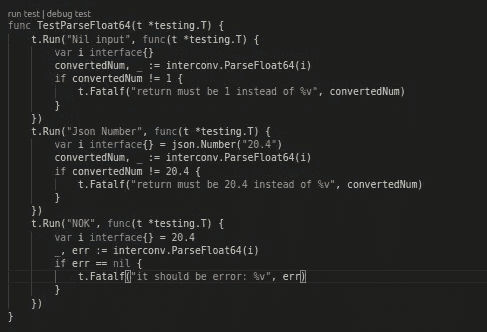 run test | debug test
func TestParseFloat64(t *testing.T) {
    t.Run("Nil input", func(t *testing.T) {
        var i interface{}
        convertedNum, _ := interconv.ParseFloat64(i)
        if convertedNum != 1 {
            t.Fatalf("return must be 1 instead of %v", convertedNum)
        }
    })
    t.Run("Json Number", func(t *testing.T) {
        var i interface{} = json.Number("20.4")
        convertedNum, _ := interconv.ParseFloat64(i)
        if convertedNum != 20.4 {
            t.Fatalf("return must be 20.4 instead of %v", convertedNum)
        }
    })
    t.Run("NOK", func(t *testing.T) {
        var i interface{} = 20.4
        _, err := interconv.ParseFloat64(i)
        if err == nil {
            t.Fatalf("it should be error: %v", err)
        }
    })
}